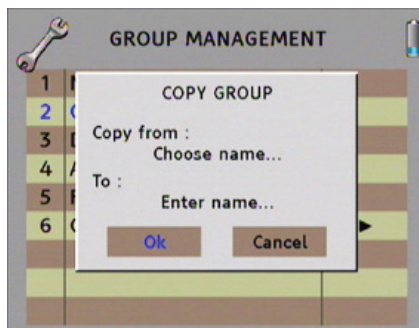 GROUP MANAGEMENT
COPY GROUP
Copy from :
Choose name...
To :
Enter name...
Ok
Cancel
1
2
3
4
5
6